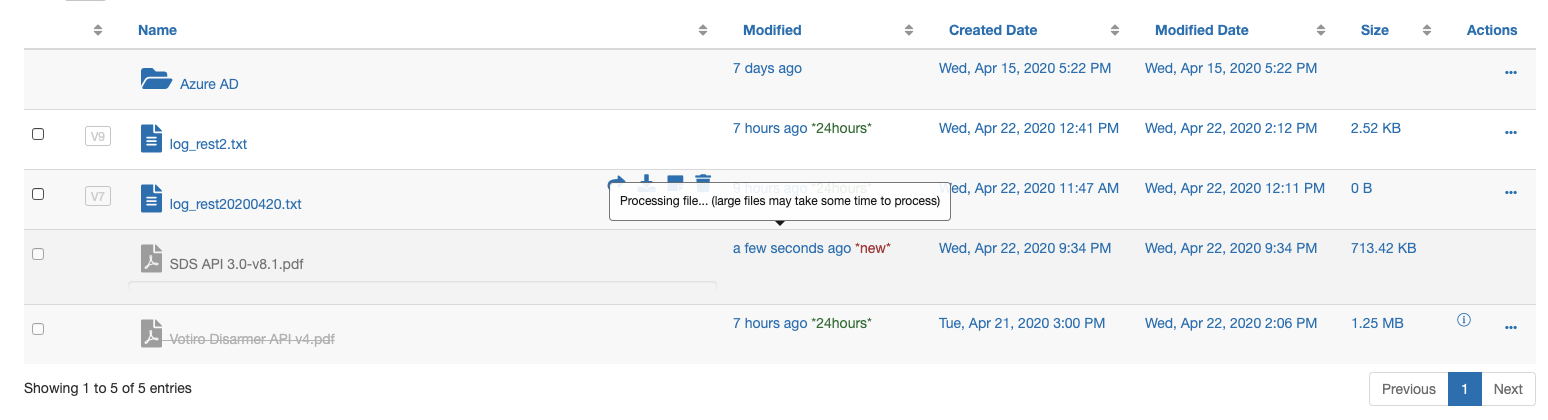 Name Modified Created Date Modified Date Size Actions
Azure AD 7 days ago Wed, Apr 15, 2020 5:22 PM Wed, Apr 15, 2020 5:22 PM ...
V9 log_rest2.txt 7 hours ago *24hours* Wed, Apr 22, 2020 12:41 PM Wed, Apr 22, 2020 2:12 PM 2.52 KB ...
V7 log_rest20200420.txt 9 hours ago *24hours* Wed, Apr 22, 2020 11:47 AM Wed, Apr 22, 2020 12:11 PM 0 B ...
Processing file... (large files may take some time to process)
SDS API 3.0-v8.1.pdf a few seconds ago *new* Wed, Apr 22, 2020 9:34 PM Wed, Apr 22, 2020 9:34 PM 713.42 KB
Votiro Disarmer API v4.pdf 7 hours ago *24hours* Tue, Apr 21, 2020 3:00 PM Wed, Apr 22, 2020 2:06 PM 1.25 MB ...
Showing 1 to 5 of 5 entries Previous 1 Next